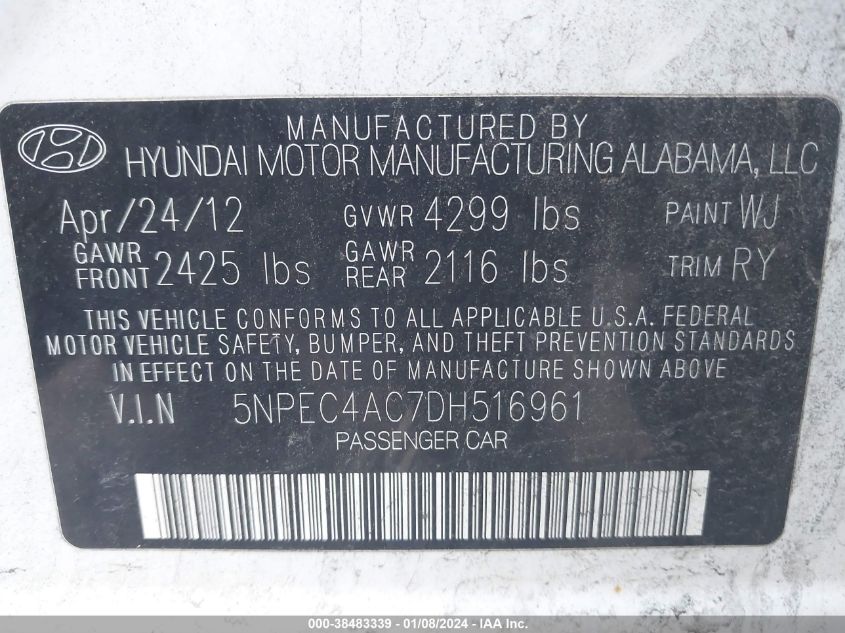 MANUFACTURED BY
HYUNDAI MOTOR MANUFACTURING ALABAMA, LLC
Apr/24/12 GVWR 4299 lbs PAINT WJ
GAWR FRONT 2425 lbs GAWR REAR 2116 lbs TRIM RY
THIS VEHICLE CONFORMS TO ALL APPLICABLE U.S.A. FEDERAL
MOTOR VEHICLE SAFETY, BUMPER, AND THEFT PREVENTION STANDARDS
IN EFFECT ON THE DATE OF MANUFACTURE SHOWN ABOVE
V.I.N 5NPEC4AC7DH516961
PASSENGER CAR
000-38483339 - 01/08/2024 - IAA Inc.